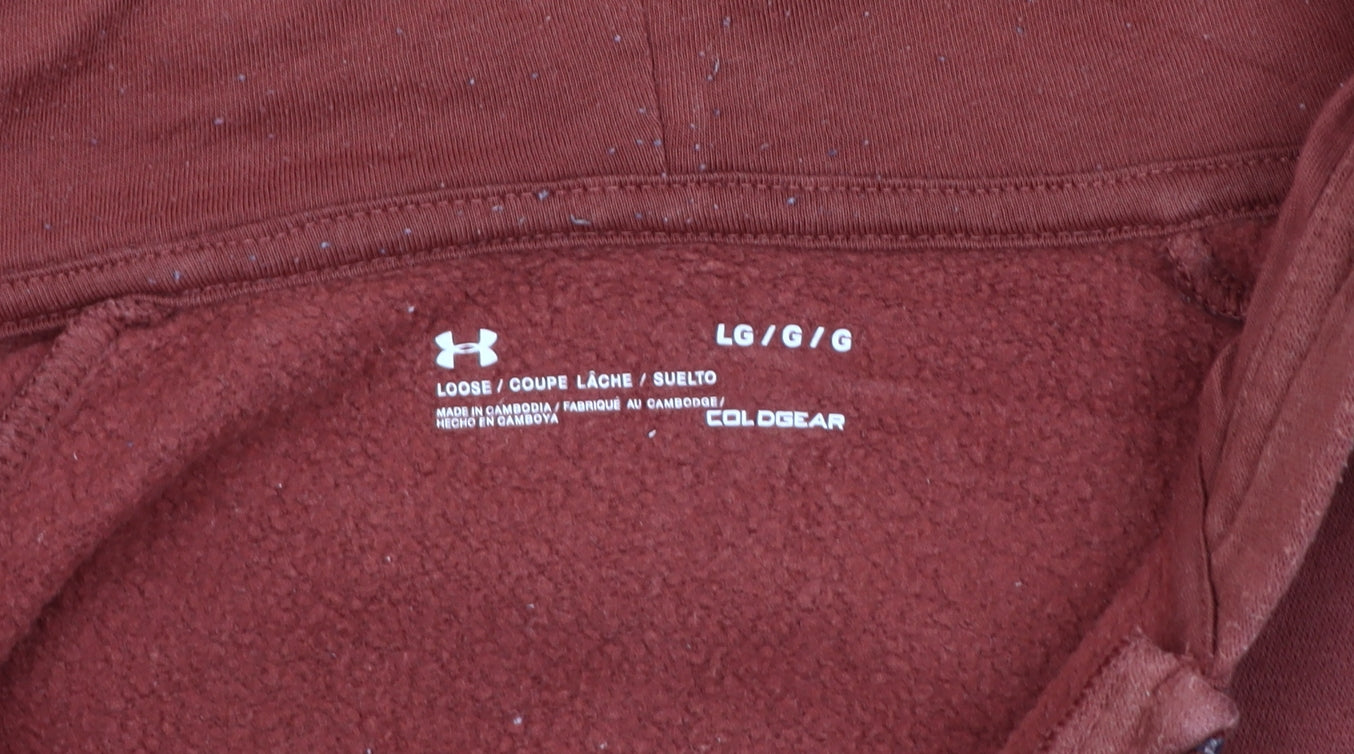 LG / G / G
LOOSE / COUPE LÂCHE / SUELTO
MADE IN CAMBODIA / FABRIQUÉ AU CAMBODGE /
HECHO EN CAMBOYA
COLDGEAR